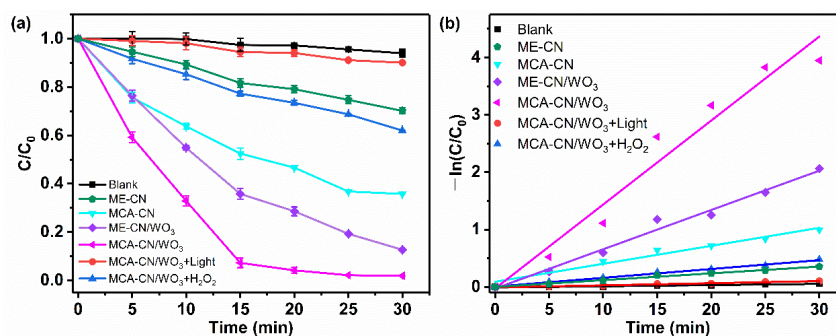 (a)
1.0
0.8
0.6
0.4
0.2
0.0
C/C₀
Blank
ME-CN
MCA-CN
ME-CN/WO₃
MCA-CN/WO₃
MCA-CN/WO₃+Light
MCA-CN/WO₃+H₂O₂
0 5 10 15 20 25 30
Time (min)
(b)
Blank
ME-CN
MCA-CN
ME-CN/WO₃
MCA-CN/WO₃
MCA-CN/WO₃+Light
MCA-CN/WO₃+H₂O₂
4
3
2
1
0
−ln(C/C₀)
0 5 10 15 20 25 30
Time (min)